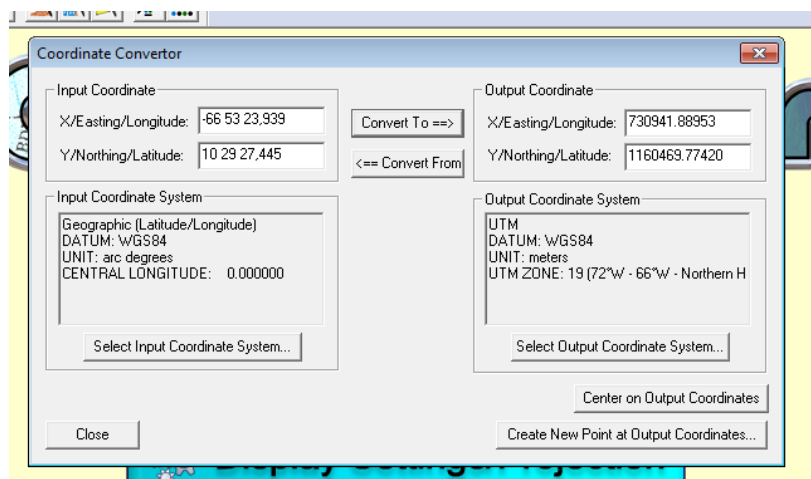 Coordinate Convertor
Input Coordinate
X/Easting/Longitude: -66 53 23,939
Y/Northing/Latitude: 10 29 27,445
Convert To ==>
<== Convert From
Output Coordinate
X/Easting/Longitude: 730941.88953
Y/Northing/Latitude: 1160469.77420
Input Coordinate System
Geographic (Latitude/Longitude)
DATUM: WGS84
UNIT: arc degrees
CENTRAL LONGITUDE: 0.000000
Select Input Coordinate System...
Output Coordinate System
UTM
DATUM: WGS84
UNIT: meters
UTM ZONE: 19 (72°W - 66°W - Northern H
Select Output Coordinate System...
Center on Output Coordinates
Close
Create New Point at Output Coordinates...